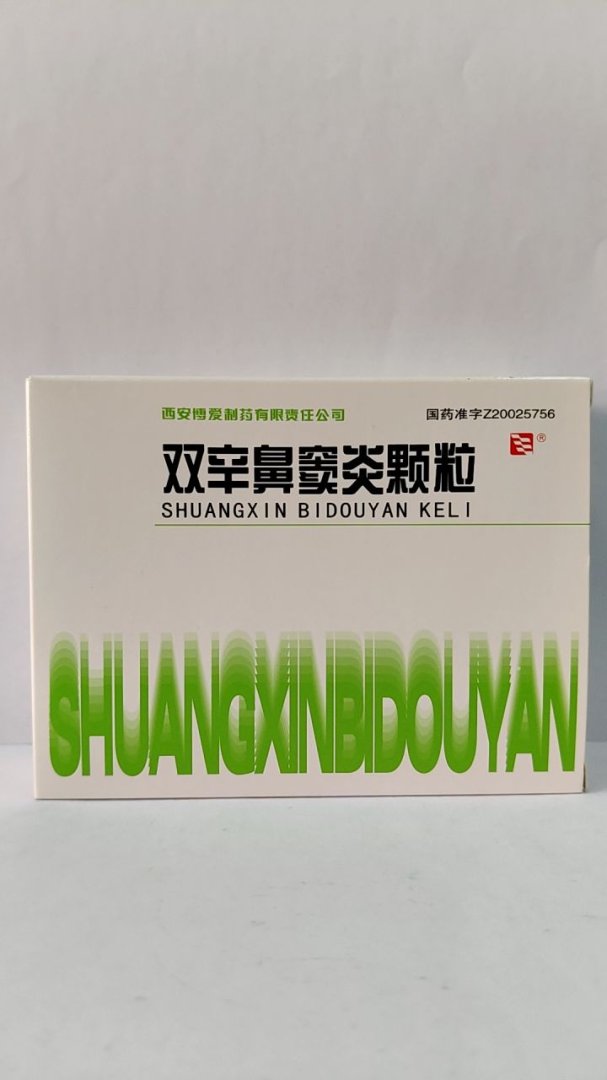 西安博爱制药有限责任公司
国药准字Z20025756
双辛鼻窦炎颗粒
®
SHUANGXIN BIDOUYAN KELI
SHUANGXINBIDOUYAN